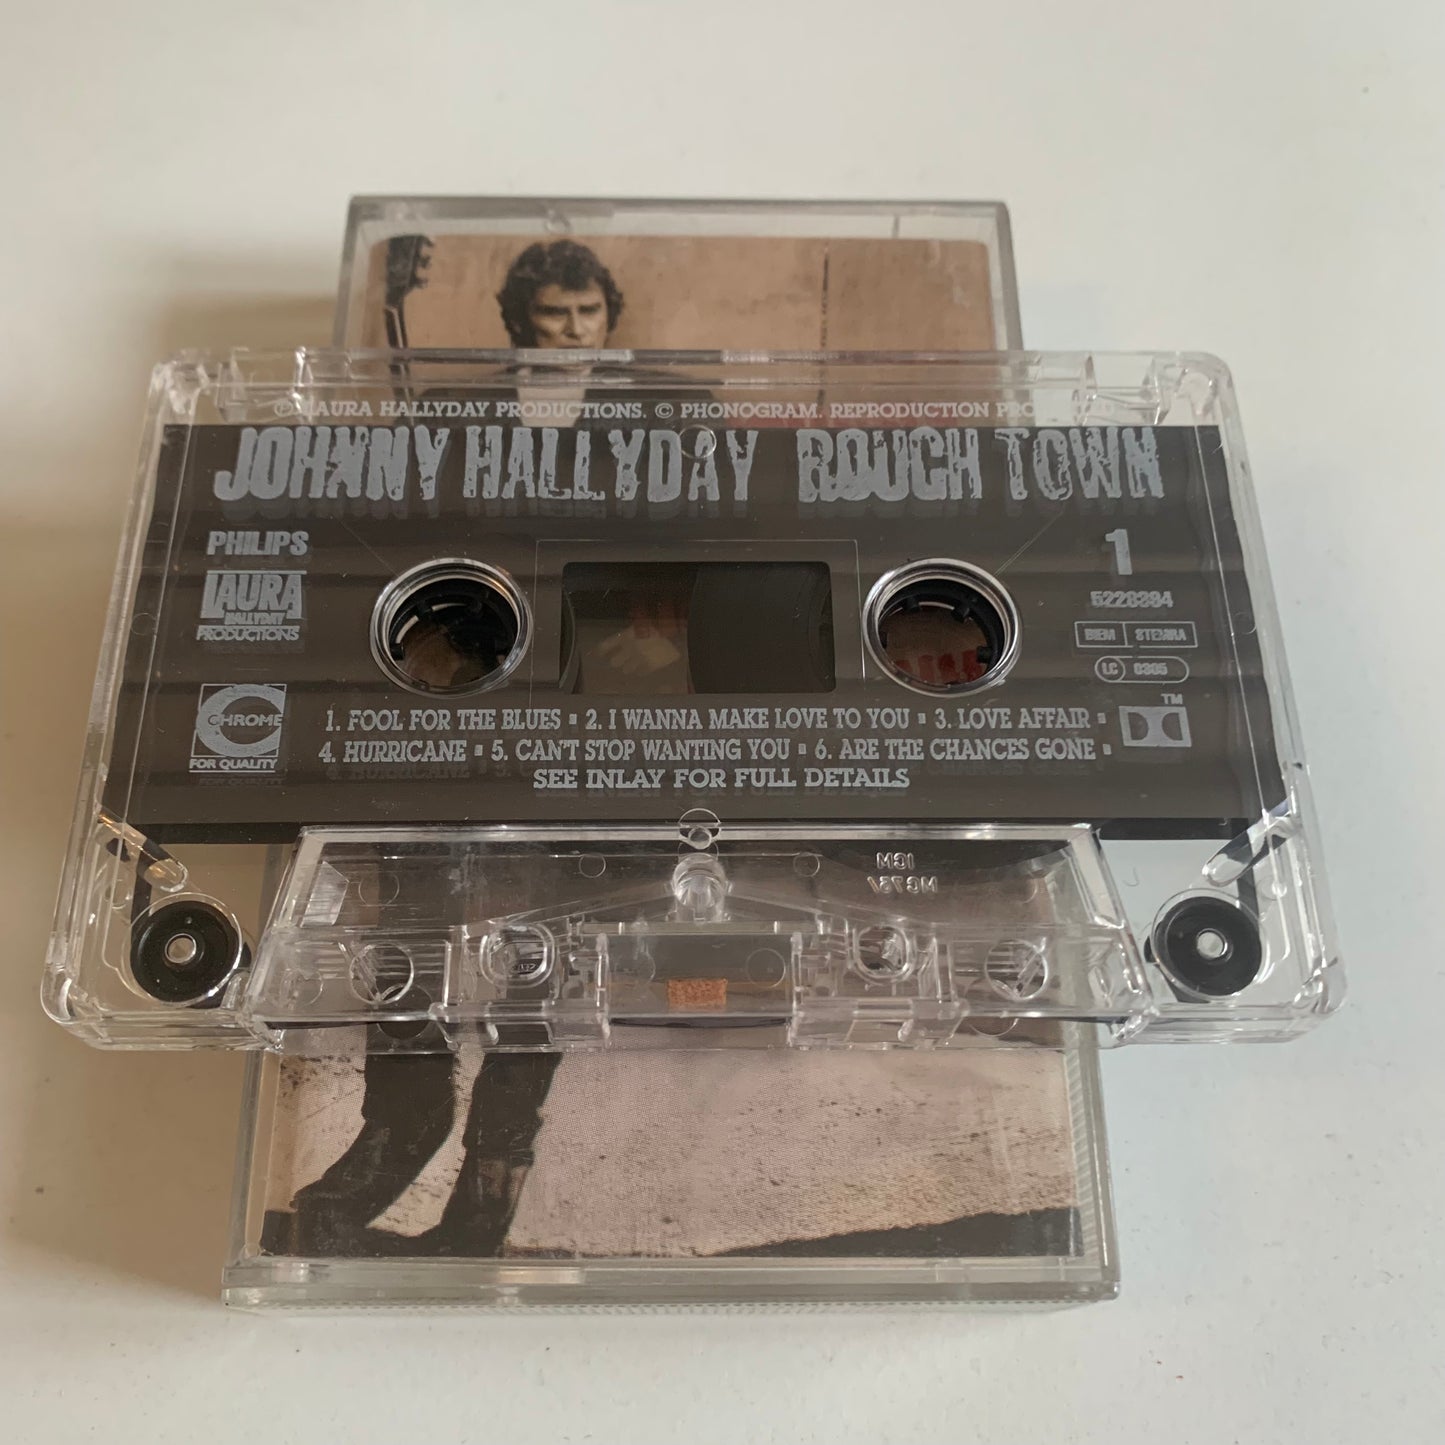 LAURA HALLYDAY PRODUCTIONS. © PHONOGRAM. REPRODUCTION
JOHNNY HALLYDAY ROUGH TOWN
PHILIPS
1
LAURA
HALLYDAY
PRODUCTIONS
5228394
BIEM STEMRA
LC 0305
CHROME
FOR QUALITY
1. FOOL FOR THE BLUES ▪ 2. I WANNA MAKE LOVE TO YOU ▪ 3. LOVE AFFAIR ▪
TM
4. HURRICANE ▪ 5. CAN'T STOP WANTING YOU ▪ 6. ARE THE CHANCES GONE ▪
SEE INLAY FOR FULL DETAILS